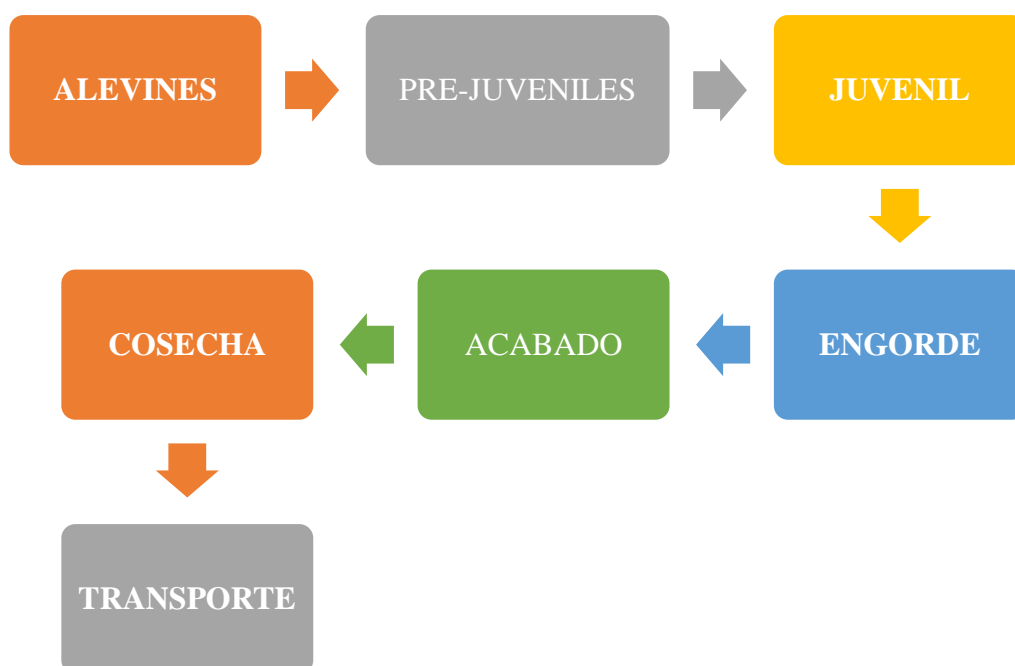 ALEVINES
PRE-JUVENILES
JUVENIL
ENGORDE
ACABADO
COSECHA
TRANSPORTE